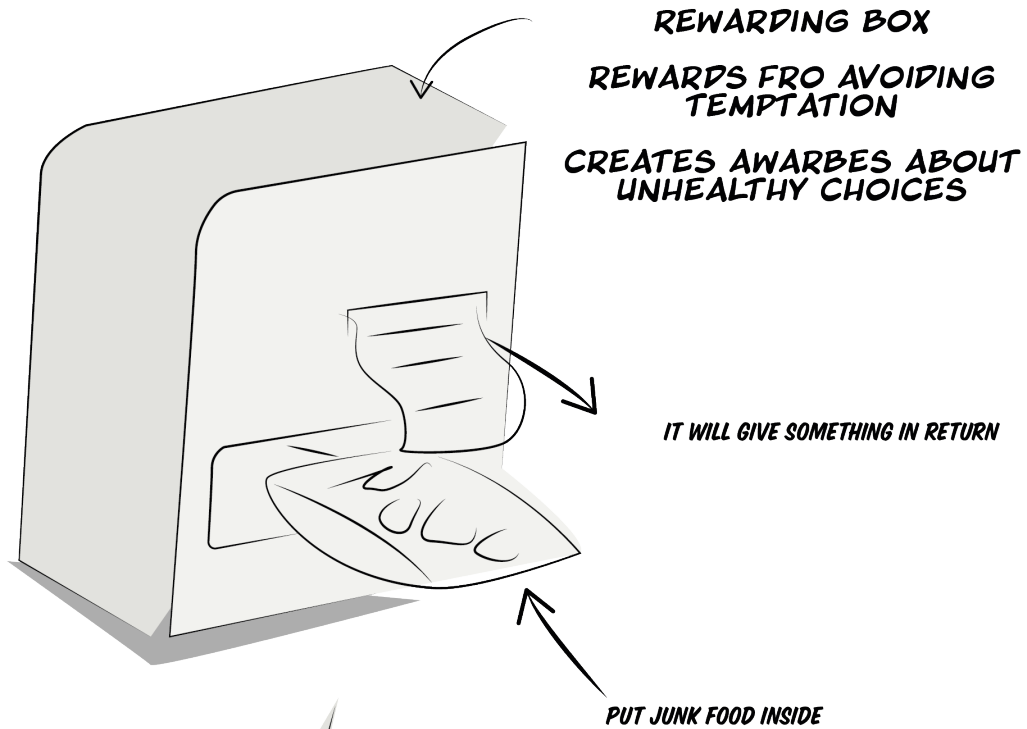 REWARDING BOX
REWARDS FRO AVOIDING
TEMPTATION
CREATES AWARBES ABOUT
UNHEALTHY CHOICES
IT WILL GIVE SOMETHING IN RETURN
PUT JUNK FOOD INSIDE